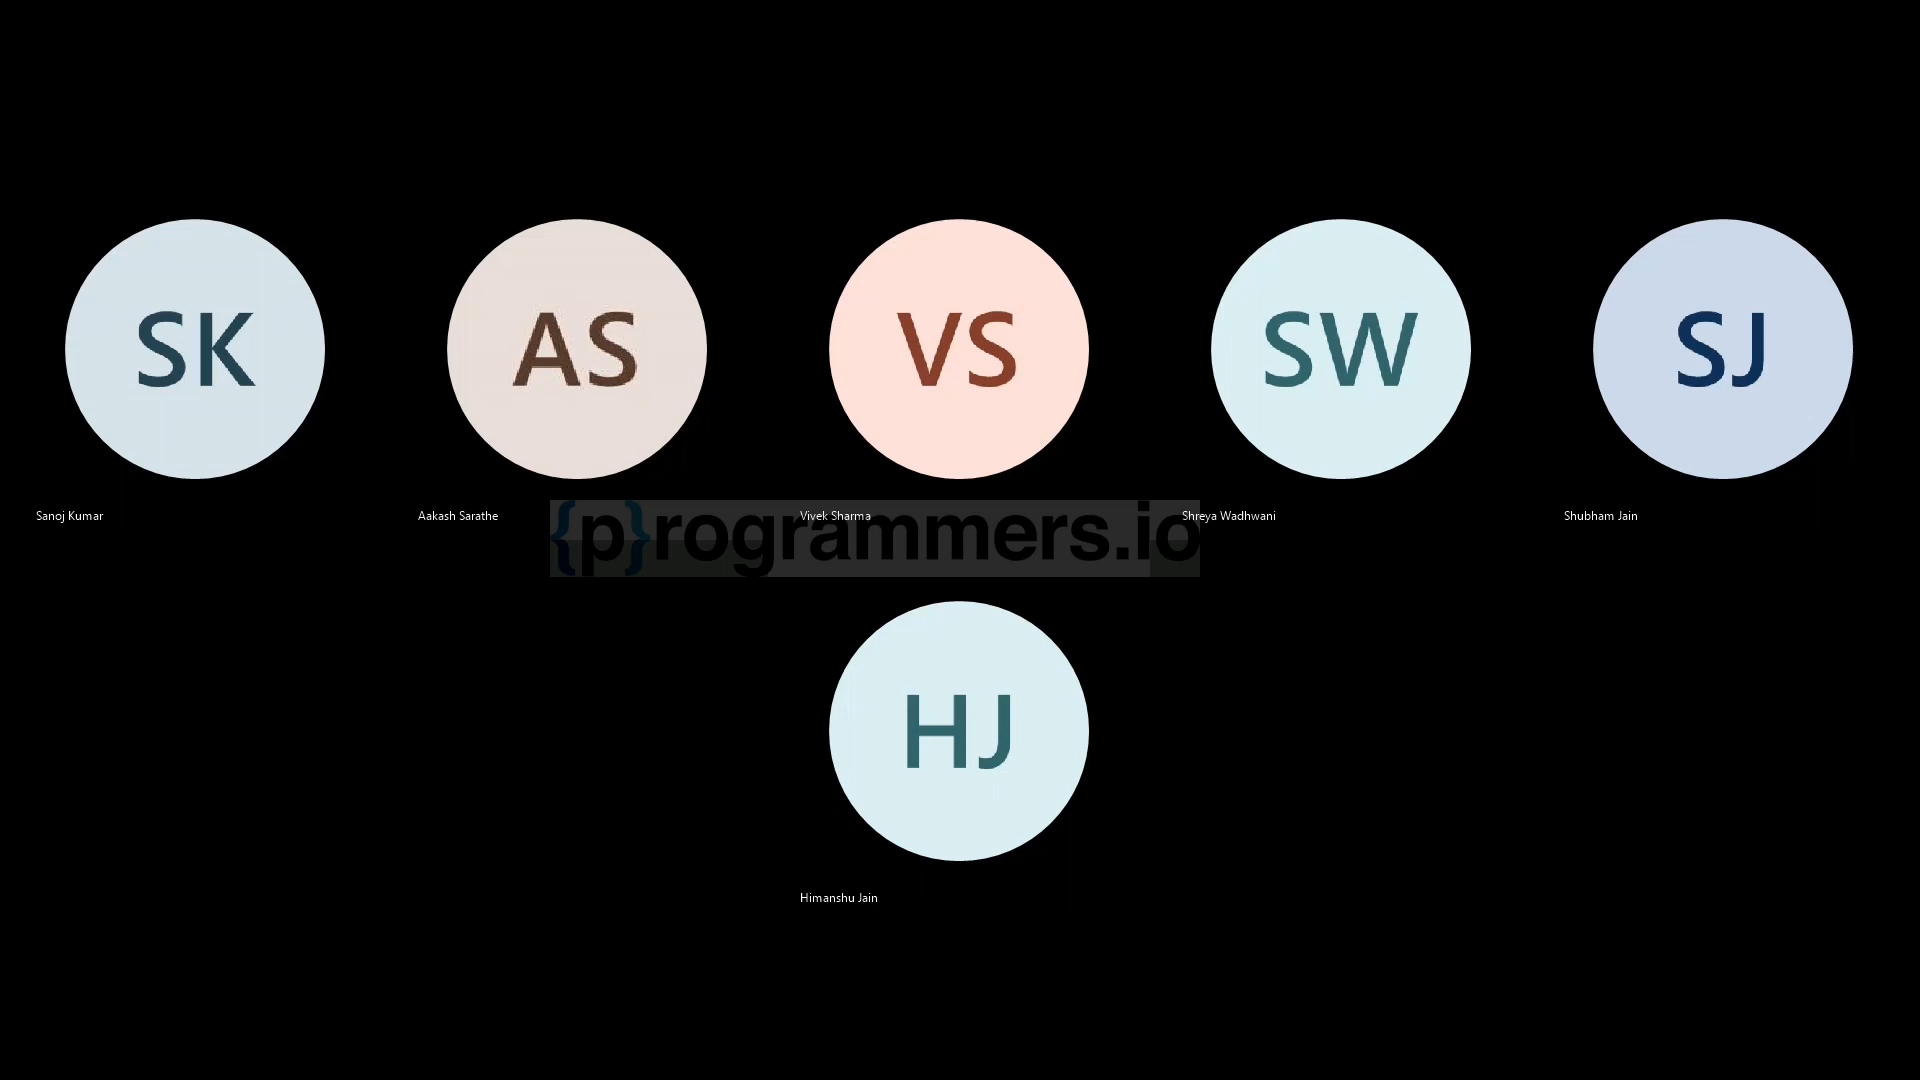 SK
AS
VS
SW
SJ
Sanoj Kumar
Aakash Sarathe
Vivek Sharma
Shreya Wadhwani
Shubham Jain
{p}rogrammers.io
HJ
Himanshu Jain